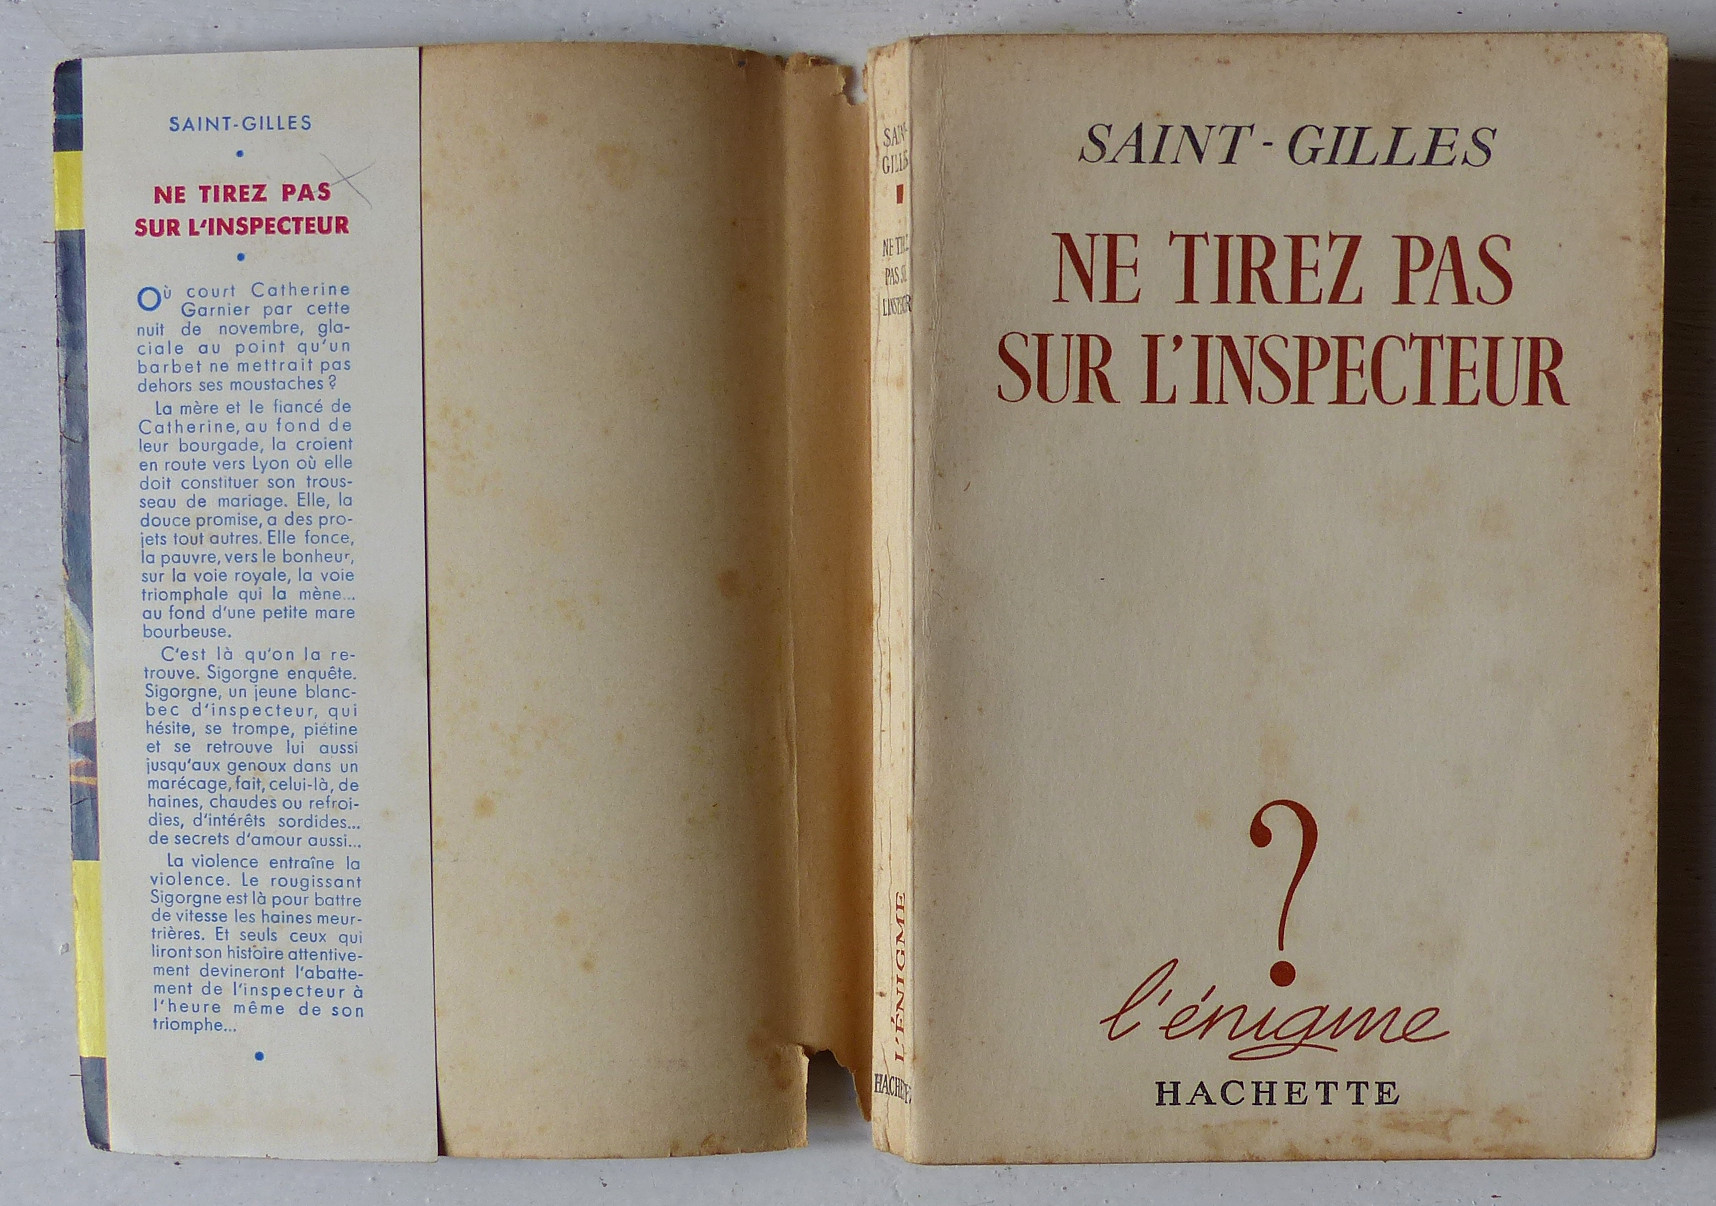 SAINT-GILLES
NE TIREZ PAS
SUR L'INSPECTEUR
Où court Catherine
Garnier par cette
nuit de novembre, gla-
ciale au point qu'un
barbet ne mettrait pas
dehors ses moustaches ?
La mère et le fiancé de
Catherine, au fond de
leur bourgade, la croient
en route vers Lyon où elle
doit constituer son trous-
seau de mariage. Elle, la
douce promise, a des pro-
jets tout autres. Elle fonce,
la pauvre, vers le bonheur,
sur la voie royale, la voie
triomphale qui la mène...
au fond d'une petite mare
bourbeuse.
C'est là qu'on la re-
trouve. Sigorgne enquête.
Sigorgne, un jeune blanc-
bec d'inspecteur, qui
hésite, se trompe, piétine
et se retrouve lui aussi
jusqu'aux genoux dans un
marécage, fait, celui-là, de
haines, chaudes ou refroi-
dies, d'intérêts sordides...
de secrets d'amour aussi...
La violence entraîne la
violence. Le rougissant
Sigorgne est là pour battre
de vitesse les haines meur-
trières. Et seuls ceux qui
liront son histoire attentive-
ment devineront l'abatte-
ment de l'inspecteur à
l'heure même de son
triomphe...
SAINT-
GILLES
NE TIREZ
PAS SUR
L'INSPECTEUR
L'ÉNIGME
HACHETTE
SAINT-GILLES
NE TIREZ PAS
SUR L'INSPECTEUR
?
l'énigme
HACHETTE